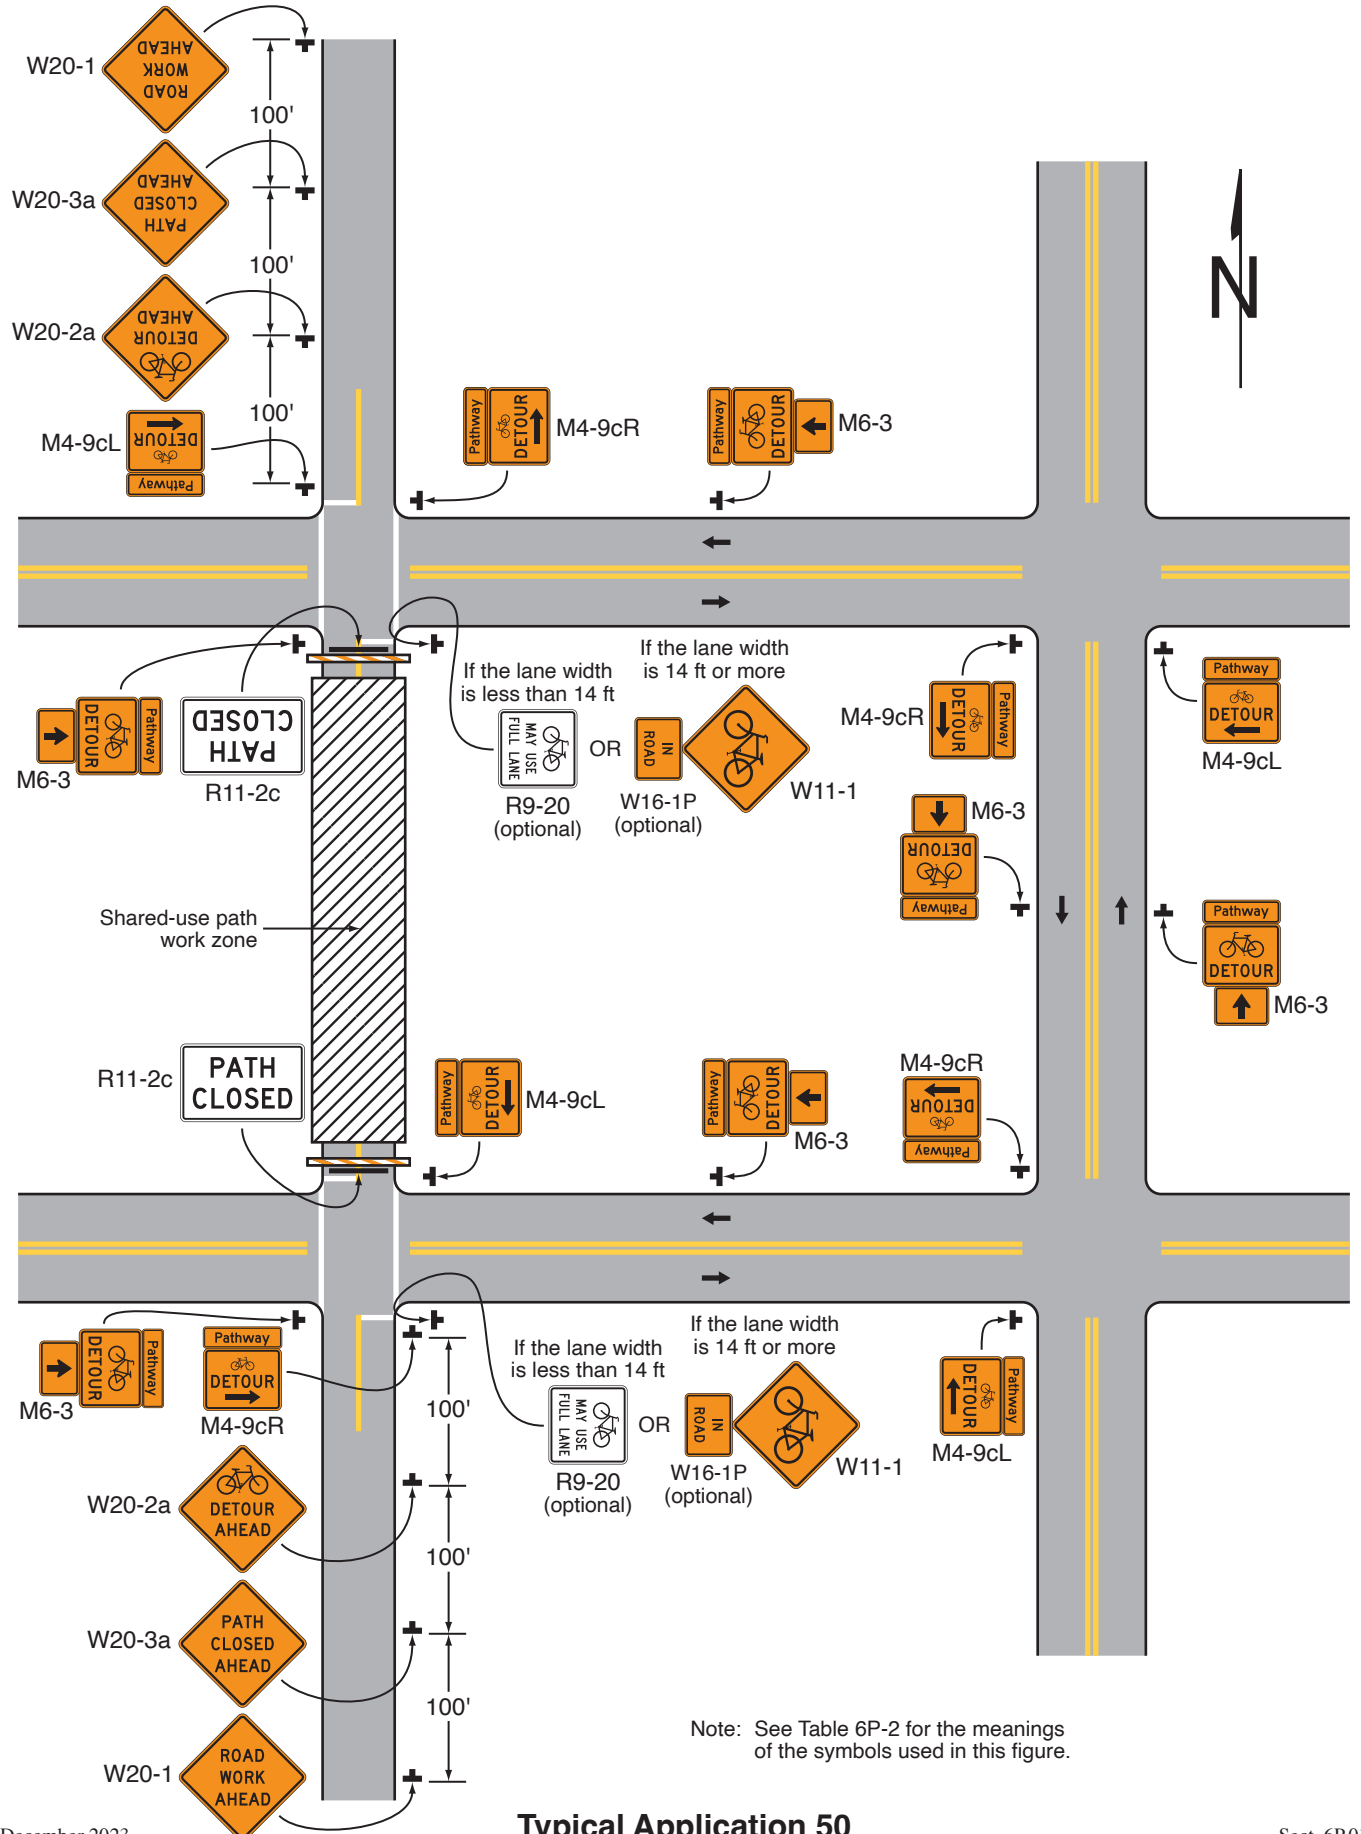 W20-1
ROAD
WORK
AHEAD
100'
W20-3a
PATH
CLOSED
AHEAD
100'
W20-2a
DETOUR
AHEAD
100'
M4-9cL
DETOUR
Pathway
Pathway
DETOUR
M4-9cR
Pathway
DETOUR
M6-3
N
M6-3
DETOUR
Pathway
PATH
CLOSED
R11-2c
If the lane width
is less than 14 ft
MAY USE
FULL LANE
R9-20
(optional)
OR
If the lane width
is 14 ft or more
IN
ROAD
W16-1P
(optional)
W11-1
M4-9cR
DETOUR
Pathway
Pathway
DETOUR
M4-9cL
M6-3
DETOUR
Pathway
Shared-use path
work zone
Pathway
DETOUR
M6-3
R11-2c
PATH
CLOSED
Pathway
DETOUR
M4-9cL
Pathway
DETOUR
M6-3
M4-9cR
DETOUR
Pathway
M6-3
DETOUR
Pathway
Pathway
DETOUR
M4-9cR
100'
If the lane width
is less than 14 ft
MAY USE
FULL LANE
R9-20
(optional)
OR
If the lane width
is 14 ft or more
IN
ROAD
W16-1P
(optional)
W11-1
DETOUR
Pathway
M4-9cL
W20-2a
DETOUR
AHEAD
100'
W20-3a
PATH
CLOSED
AHEAD
100'
W20-1
ROAD
WORK
AHEAD
Note: See Table 6P-2 for the meanings
of the symbols used in this figure.
December 2023
Typical Application 50